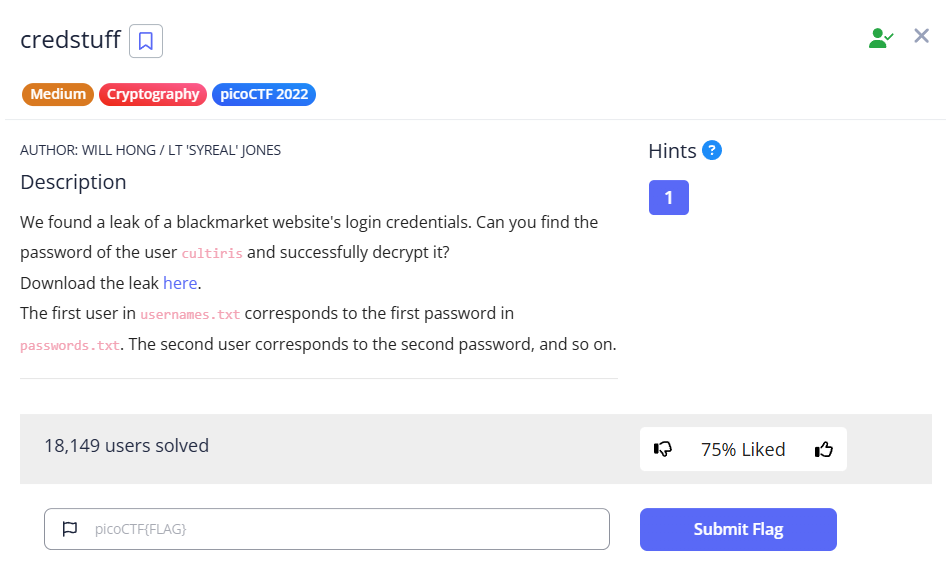 credstuff
Medium Cryptography picoCTF 2022
AUTHOR: WILL HONG / LT 'SYREAL' JONES
Description
We found a leak of a blackmarket website's login credentials. Can you find the
password of the user cultiris and successfully decrypt it?
Download the leak here.
The first user in usernames.txt corresponds to the first password in
passwords.txt. The second user corresponds to the second password, and so on.
Hints ?
1
18,149 users solved
75% Liked
picoCTF{FLAG}
Submit Flag